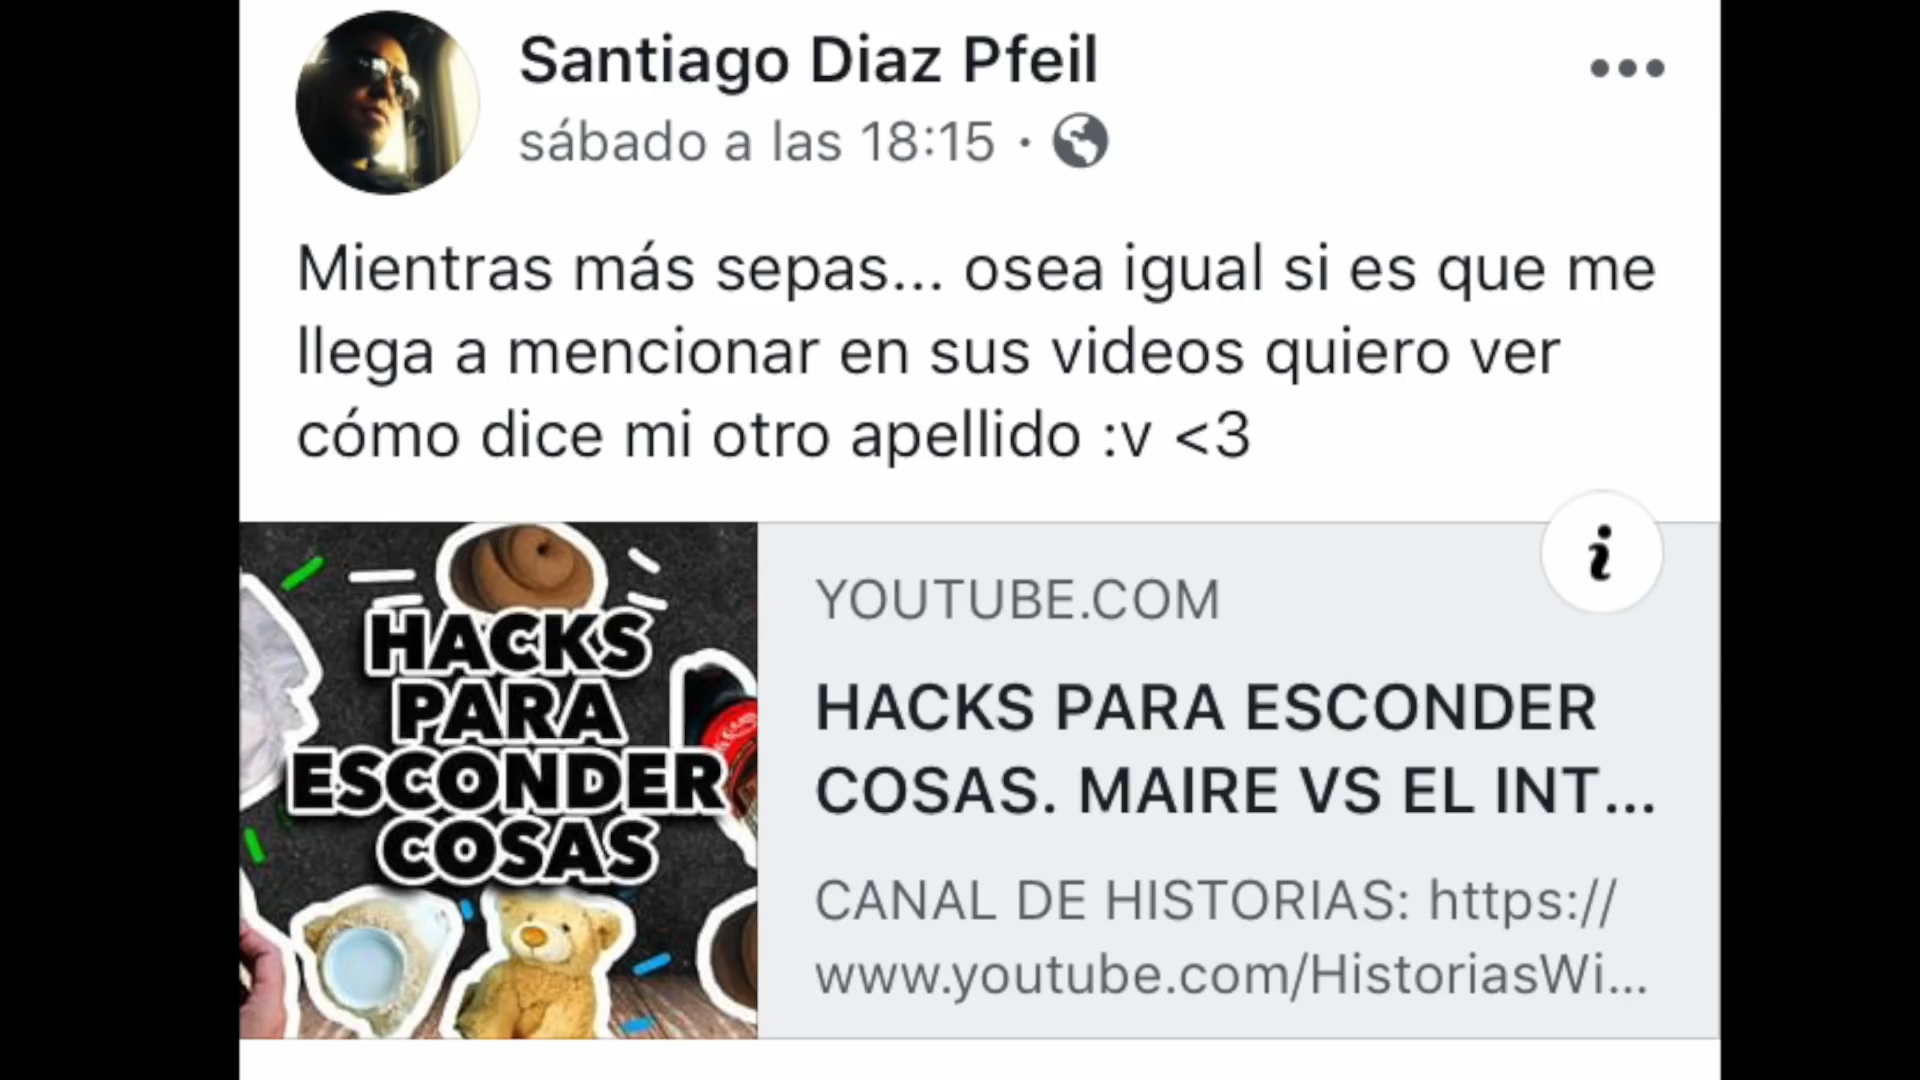 Santiago Diaz Pfeil
sábado a las 18:15 ·
Mientras más sepas... osea igual si es que me
llega a mencionar en sus videos quiero ver
cómo dice mi otro apellido :v <3
HACKS
PARA
ESCONDER
COSAS
YOUTUBE.COM
HACKS PARA ESCONDER
COSAS. MAIRE VS EL INT...
CANAL DE HISTORIAS: https://
www.youtube.com/HistoriasWi...